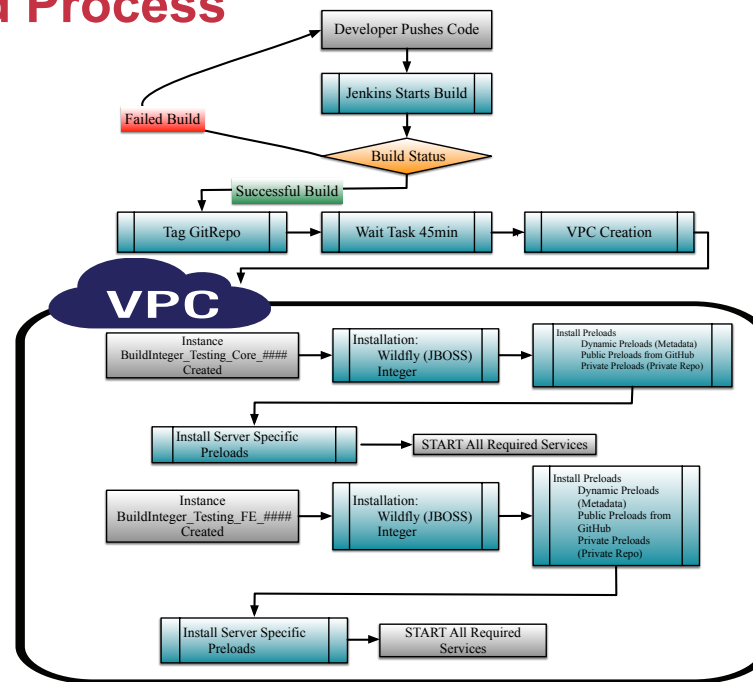 d Process
Developer Pushes Code
Jenkins Starts Build
Failed Build
Build Status
Successful Build
Tag GitRepo
Wait Task 45min
VPC Creation
VPC
Instance
BuildInteger_Testing_Core_####
Created
Installation:
Wildfly (JBOSS)
Integer
Install Preloads
Dynamic Preloads (Metadata)
Public Preloads from GitHub
Private Preloads (Private Repo)
Install Server Specific
Preloads
START All Required Services
Instance
BuildInteger_Testing_FE_####
Created
Installation:
Wildfly (JBOSS)
Integer
Install Preloads
Dynamic Preloads
(Metadata)
Public Preloads from
GitHub
Private Preloads
(Private Repo)
Install Server Specific
Preloads
START All Required
Services